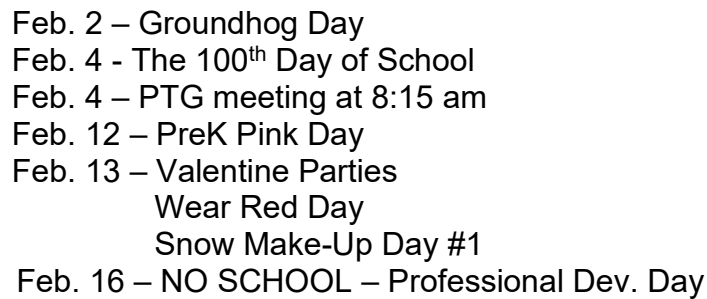 Feb. 2 – Groundhog Day
Feb. 4 - The 100th Day of School
Feb. 4 – PTG meeting at 8:15 am
Feb. 12 – PreK Pink Day
Feb. 13 – Valentine Parties
Wear Red Day
Snow Make-Up Day #1
Feb. 16 – NO SCHOOL – Professional Dev. Day